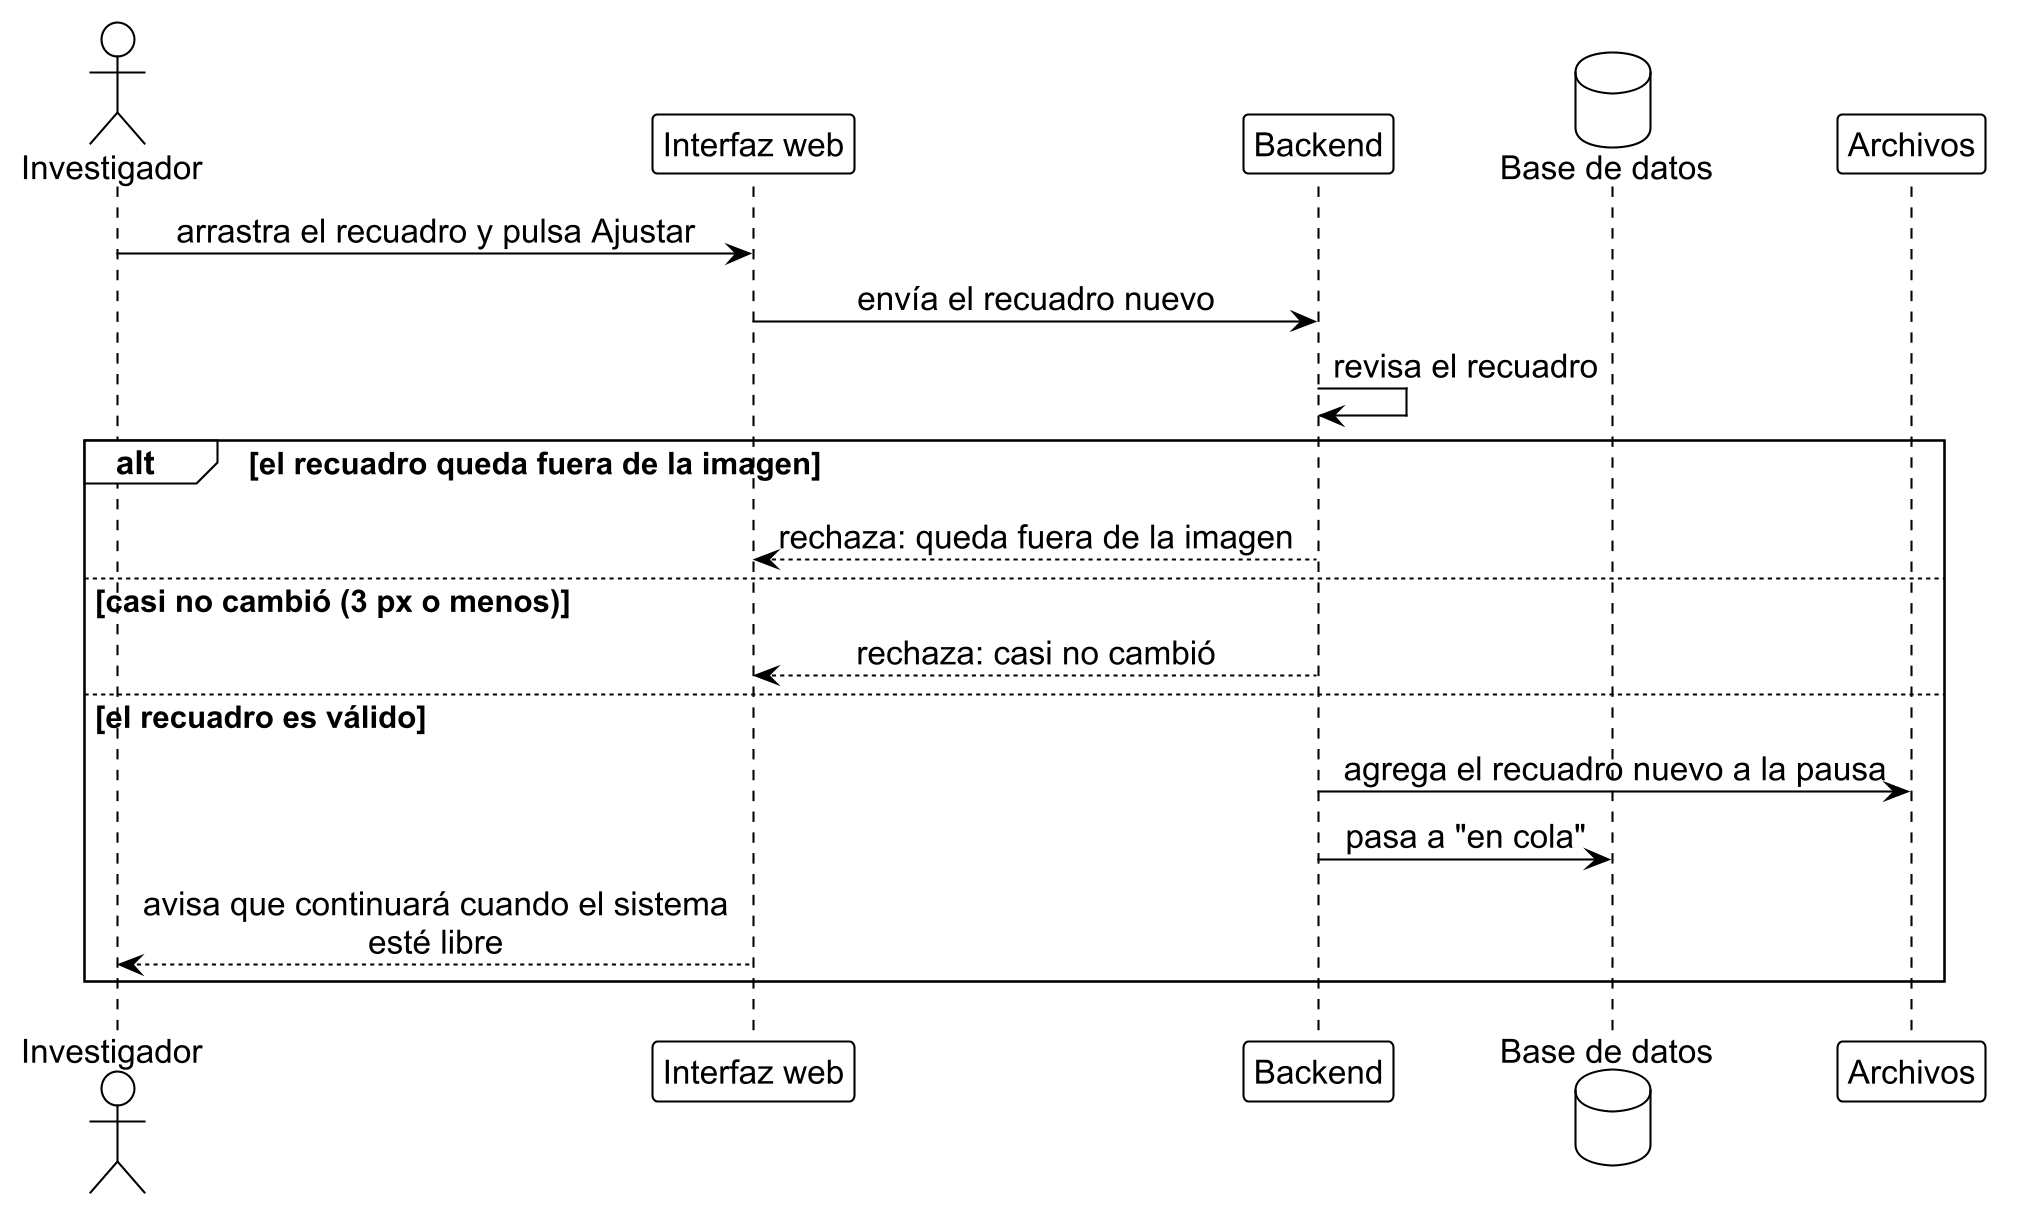 Investigador
Interfaz web
Backend
Base de datos
Archivos
arrastra el recuadro y pulsa Ajustar
envía el recuadro nuevo
revisa el recuadro
alt [el recuadro queda fuera de la imagen]
rechaza: queda fuera de la imagen
[casi no cambió (3 px o menos)]
rechaza: casi no cambió
[el recuadro es válido]
agrega el recuadro nuevo a la pausa
pasa a "en cola"
avisa que continuará cuando el sistema
esté libre
Investigador
Interfaz web
Backend
Base de datos
Archivos